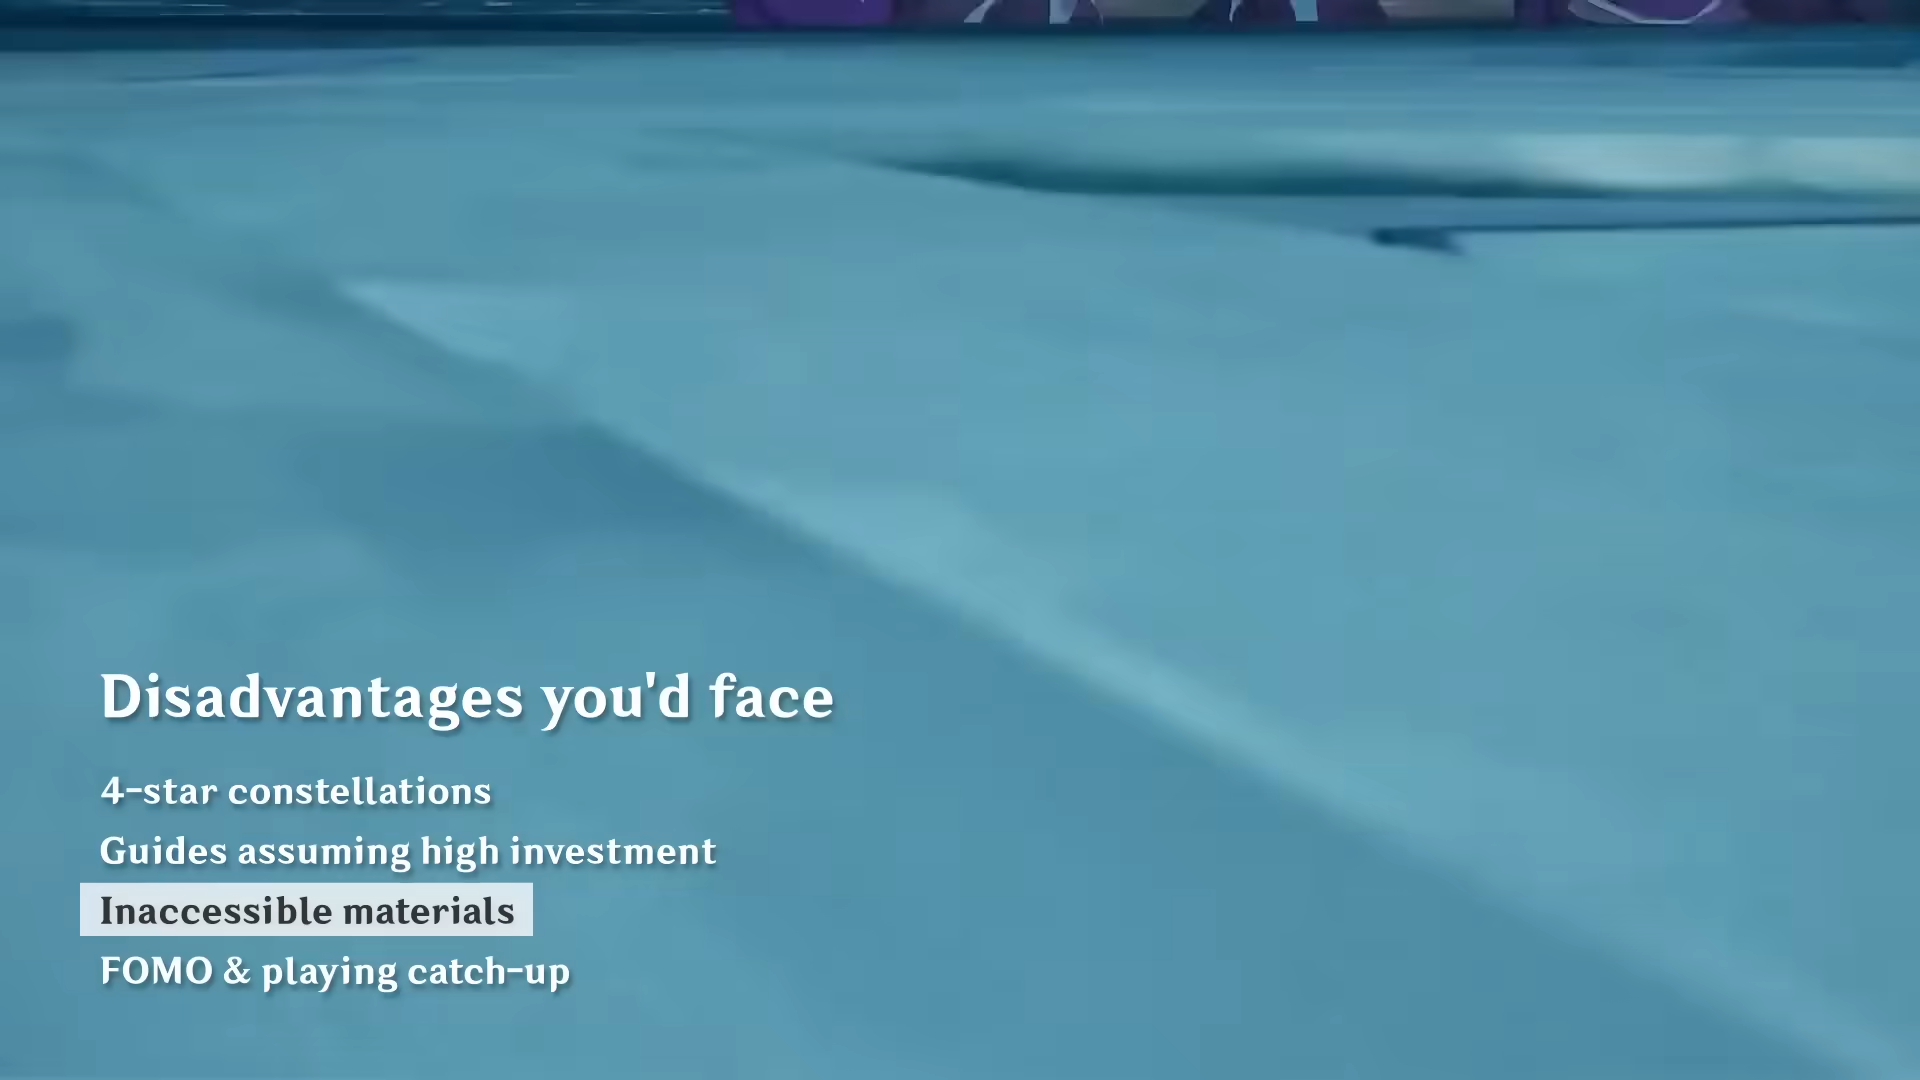 Disadvantages you'd face
4-star constellations
Guides assuming high investment
Inaccessible materials
FOMO & playing catch-up